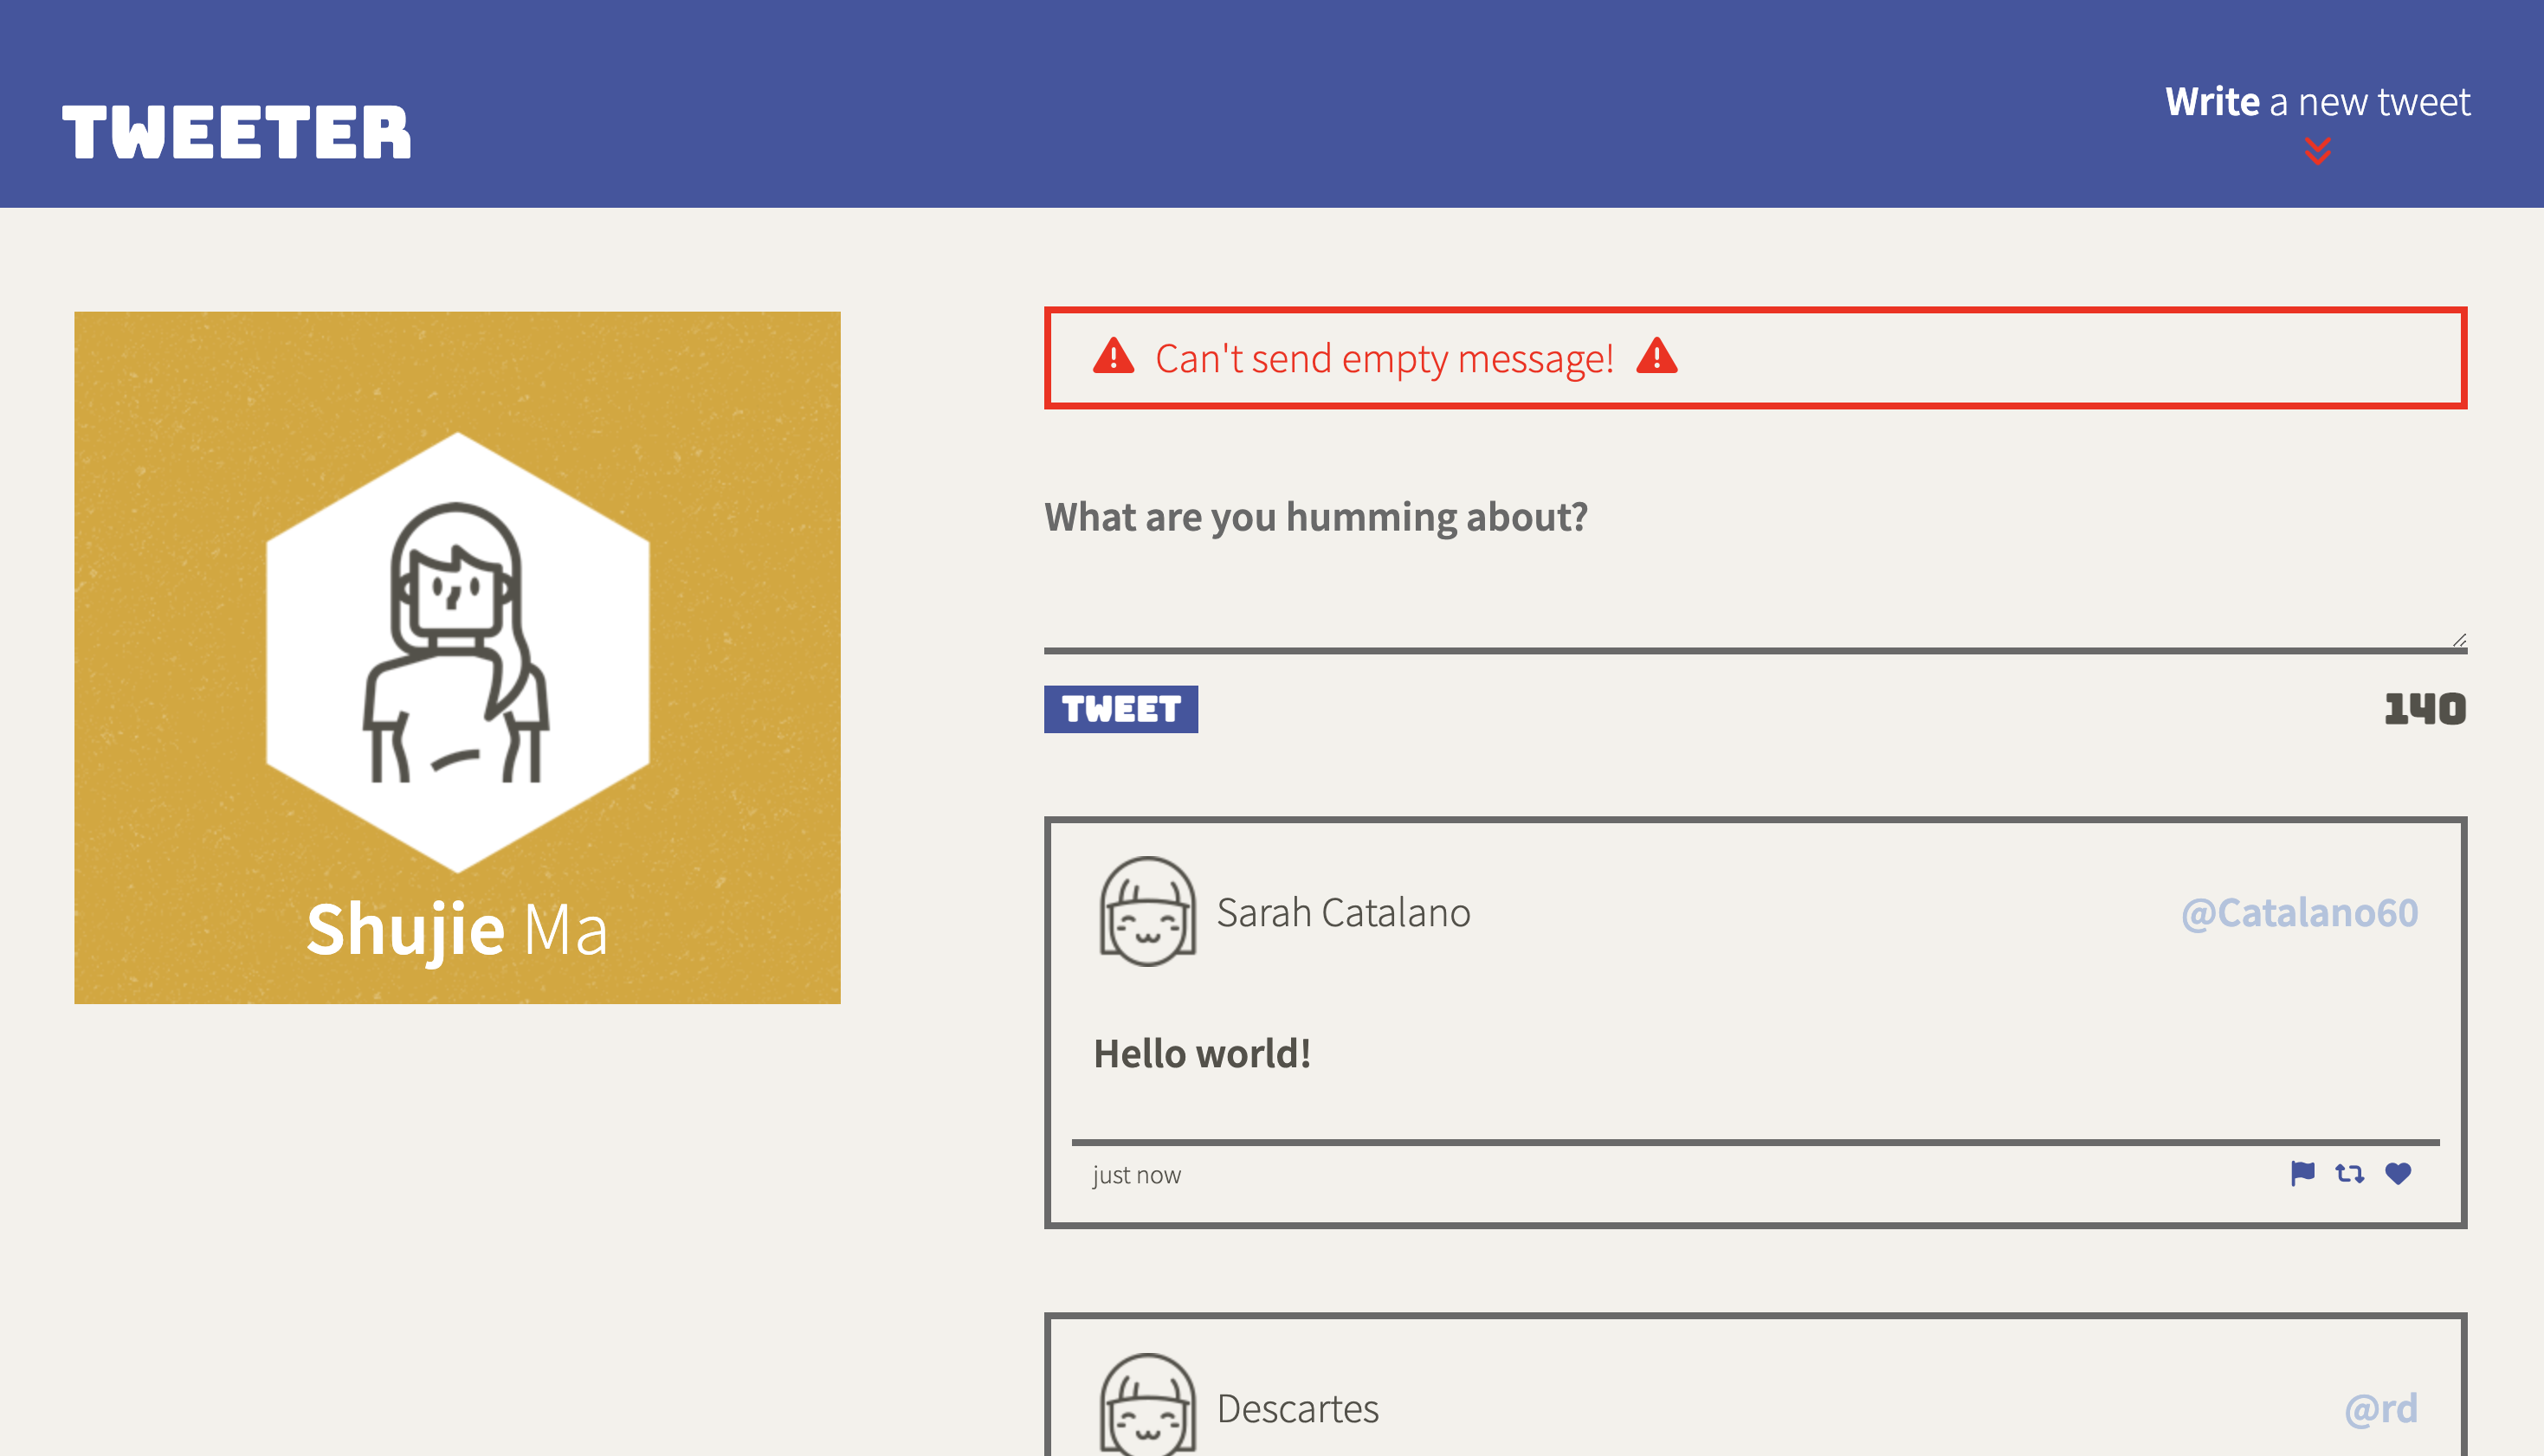 TWEETER
Write a new tweet
Shujie Ma
Can't send empty message!
What are you humming about?
TWEET
140
Sarah Catalano
@Catalano60
Hello world!
just now
Descartes
@rd